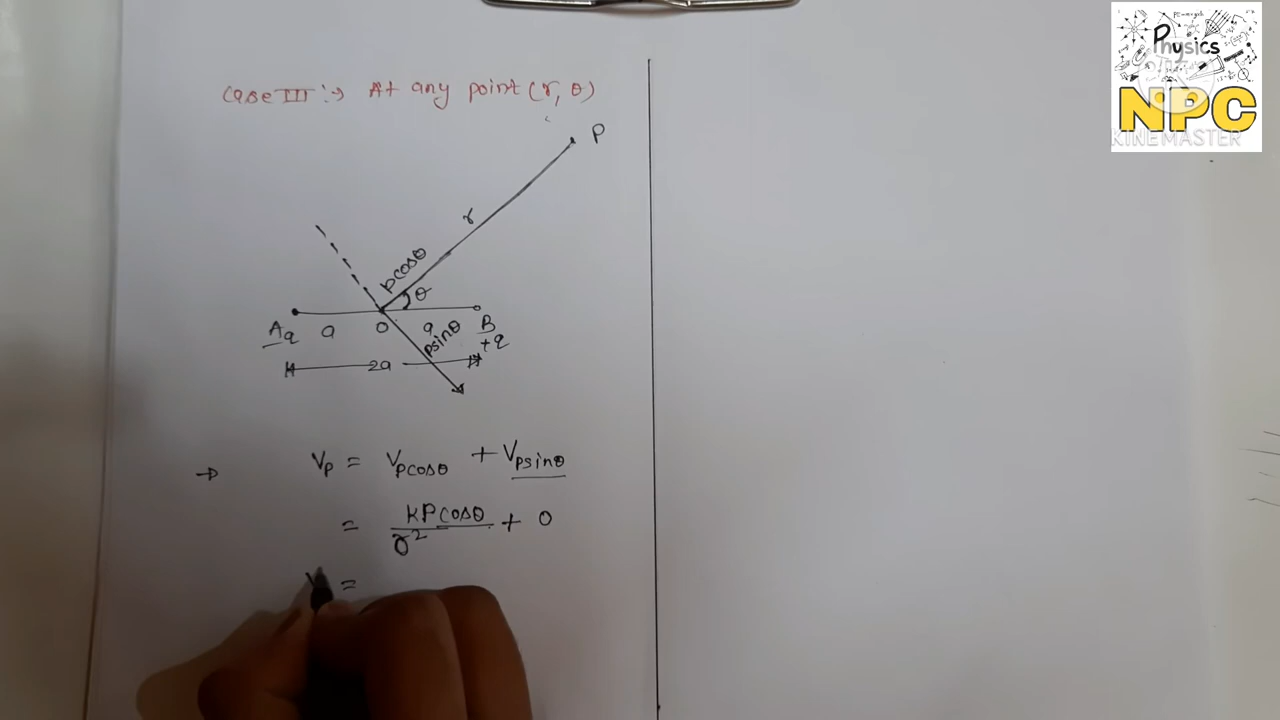 Case III :→ At any point (r, θ)
P
r
pcosθ
θ
A q a O a B +q
psinθ
2a
→ Vp = Vpcosθ + Vpsinθ
= KPcosθ / r² + 0
V =
Physics
NPC
KINEMASTER